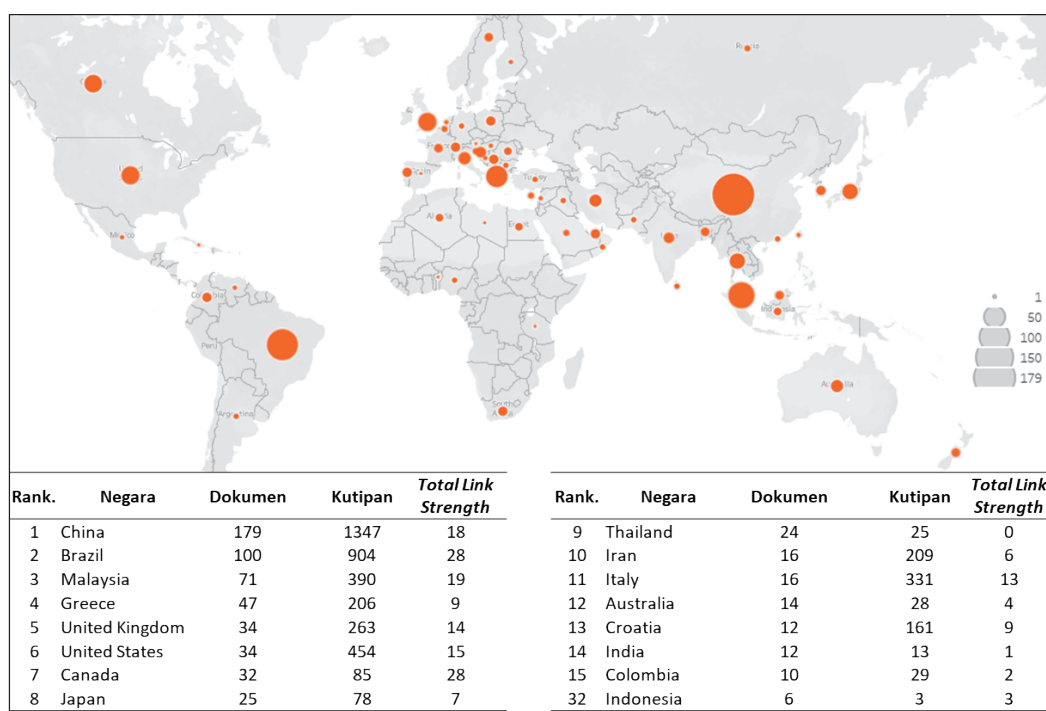 Russia
Turkey
Mexico
Peru
Argentina
1
50
100
150
179
Rank. Negara Dokumen Kutipan Total Link Strength
1 China 179 1347 18
2 Brazil 100 904 28
3 Malaysia 71 390 19
4 Greece 47 206 9
5 United Kingdom 34 263 14
6 United States 34 454 15
7 Canada 32 85 28
8 Japan 25 78 7
Rank. Negara Dokumen Kutipan Total Link Strength
9 Thailand 24 25 0
10 Iran 16 209 6
11 Italy 16 331 13
12 Australia 14 28 4
13 Croatia 12 161 9
14 India 12 13 1
15 Colombia 10 29 2
32 Indonesia 6 3 3